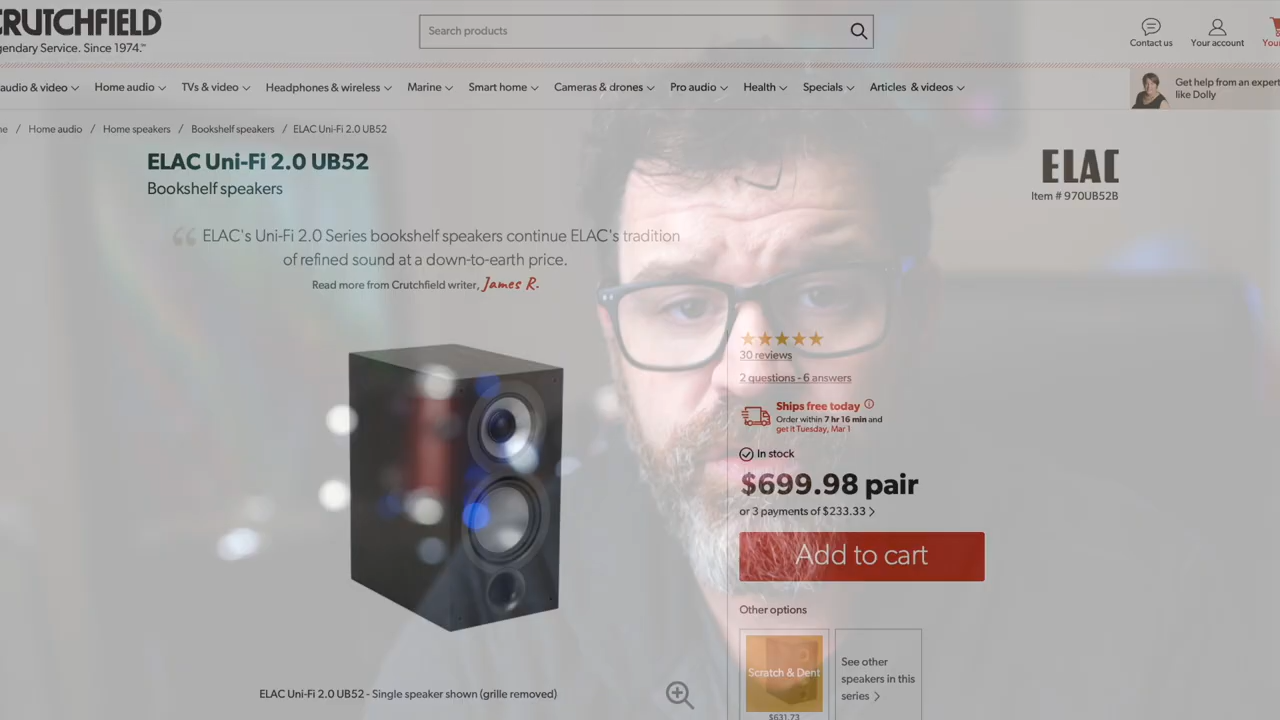 CRUTCHFIELD
gendary Service. Since 1974.™
Search products
Contact us
Your account
Your
audio & video
Home audio
TVs & video
Headphones & wireless
Marine
Smart home
Cameras & drones
Pro audio
Health
Specials
Articles & videos
Get help from an expert
like Dolly
me / Home audio / Home speakers / Bookshelf speakers / ELAC Uni-Fi 2.0 UB52
ELAC Uni-Fi 2.0 UB52
Bookshelf speakers
ELAC
Item # 970UB52B
“ ELAC's Uni-Fi 2.0 Series bookshelf speakers continue ELAC's tradition
of refined sound at a down-to-earth price.
Read more from Crutchfield writer, James R.
30 reviews
2 questions - 6 answers
Ships free today
Order within 7 hr 16 min and
get it Tuesday, Mar 1
In stock
$699.98 pair
or 3 payments of $233.33 >
Add to cart
Other options
Scratch & Dent
$631.73
See other
speakers in this
series >
ELAC Uni-Fi 2.0 UB52 - Single speaker shown (grille removed)